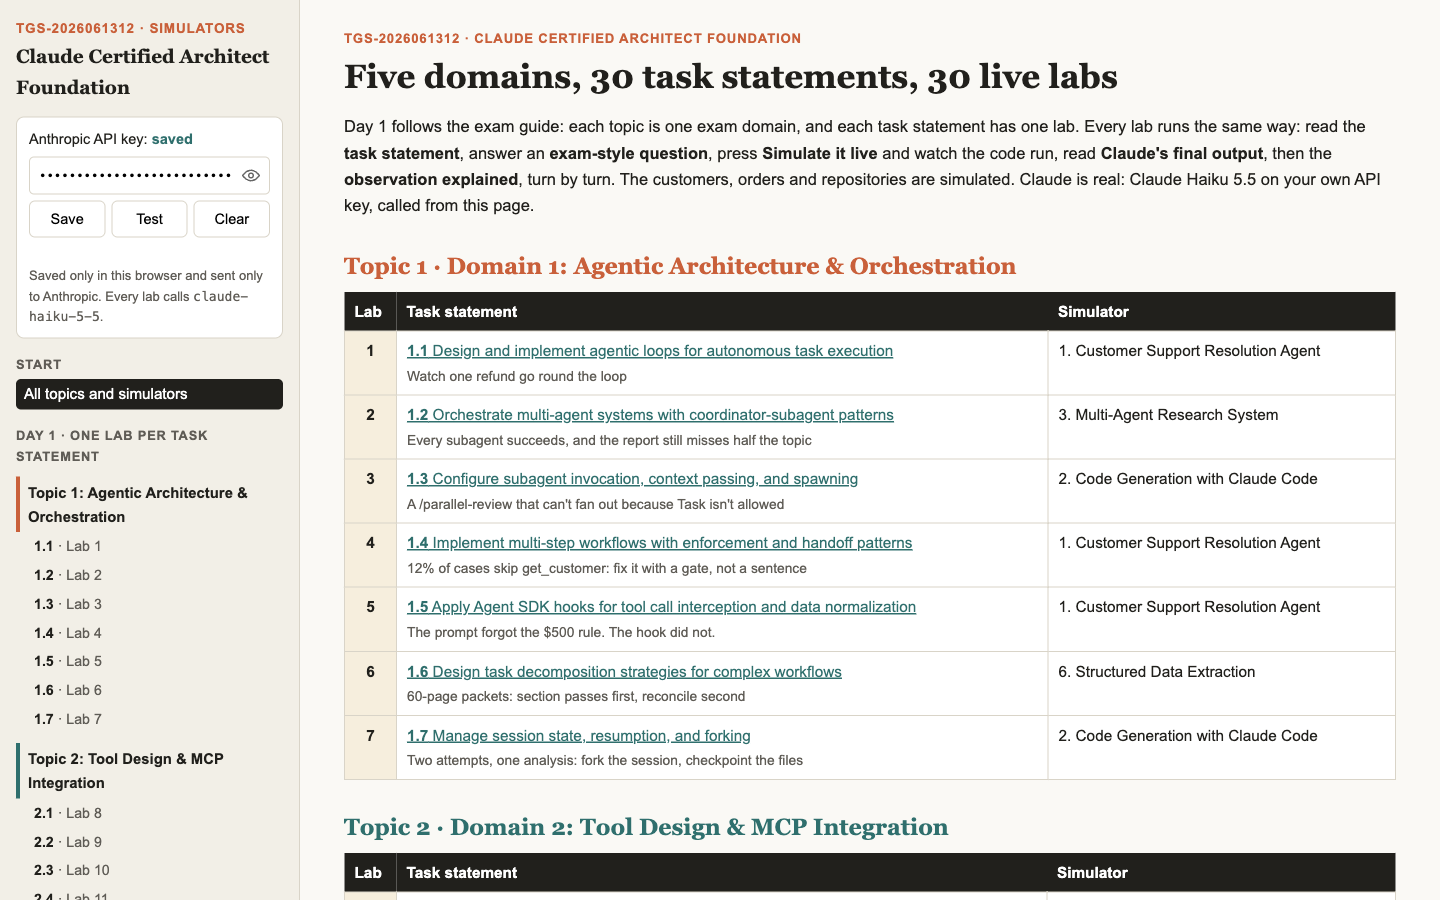 TGS-2026061312 · SIMULATORS
Claude Certified Architect
Foundation
Anthropic API key: saved
••••••••••••••••••••••••••
Save
Test
Clear
Saved only in this browser and sent only
to Anthropic. Every lab calls claude-
haiku-5-5.
START
All topics and simulators
DAY 1 · ONE LAB PER TASK
STATEMENT
Topic 1: Agentic Architecture &
Orchestration
1.1 · Lab 1
1.2 · Lab 2
1.3 · Lab 3
1.4 · Lab 4
1.5 · Lab 5
1.6 · Lab 6
1.7 · Lab 7
Topic 2: Tool Design & MCP
Integration
2.1 · Lab 8
2.2 · Lab 9
2.3 · Lab 10
2.4 · Lab 11
TGS-2026061312 · CLAUDE CERTIFIED ARCHITECT FOUNDATION
Five domains, 30 task statements, 30 live labs
Day 1 follows the exam guide: each topic is one exam domain, and each task statement has one lab. Every lab runs the same way: read the
task statement, answer an exam-style question, press Simulate it live and watch the code run, read Claude's final output, then the
observation explained, turn by turn. The customers, orders and repositories are simulated. Claude is real: Claude Haiku 5.5 on your own API
key, called from this page.
Topic 1 · Domain 1: Agentic Architecture & Orchestration
Lab Task statement Simulator
1 1.1 Design and implement agentic loops for autonomous task execution 1. Customer Support Resolution Agent
Watch one refund go round the loop
2 1.2 Orchestrate multi-agent systems with coordinator-subagent patterns 3. Multi-Agent Research System
Every subagent succeeds, and the report still misses half the topic
3 1.3 Configure subagent invocation, context passing, and spawning 2. Code Generation with Claude Code
A /parallel-review that can't fan out because Task isn't allowed
4 1.4 Implement multi-step workflows with enforcement and handoff patterns 1. Customer Support Resolution Agent
12% of cases skip get_customer: fix it with a gate, not a sentence
5 1.5 Apply Agent SDK hooks for tool call interception and data normalization 1. Customer Support Resolution Agent
The prompt forgot the $500 rule. The hook did not.
6 1.6 Design task decomposition strategies for complex workflows 6. Structured Data Extraction
60-page packets: section passes first, reconcile second
7 1.7 Manage session state, resumption, and forking 2. Code Generation with Claude Code
Two attempts, one analysis: fork the session, checkpoint the files
Topic 2 · Domain 2: Tool Design & MCP Integration
Lab Task statement Simulator